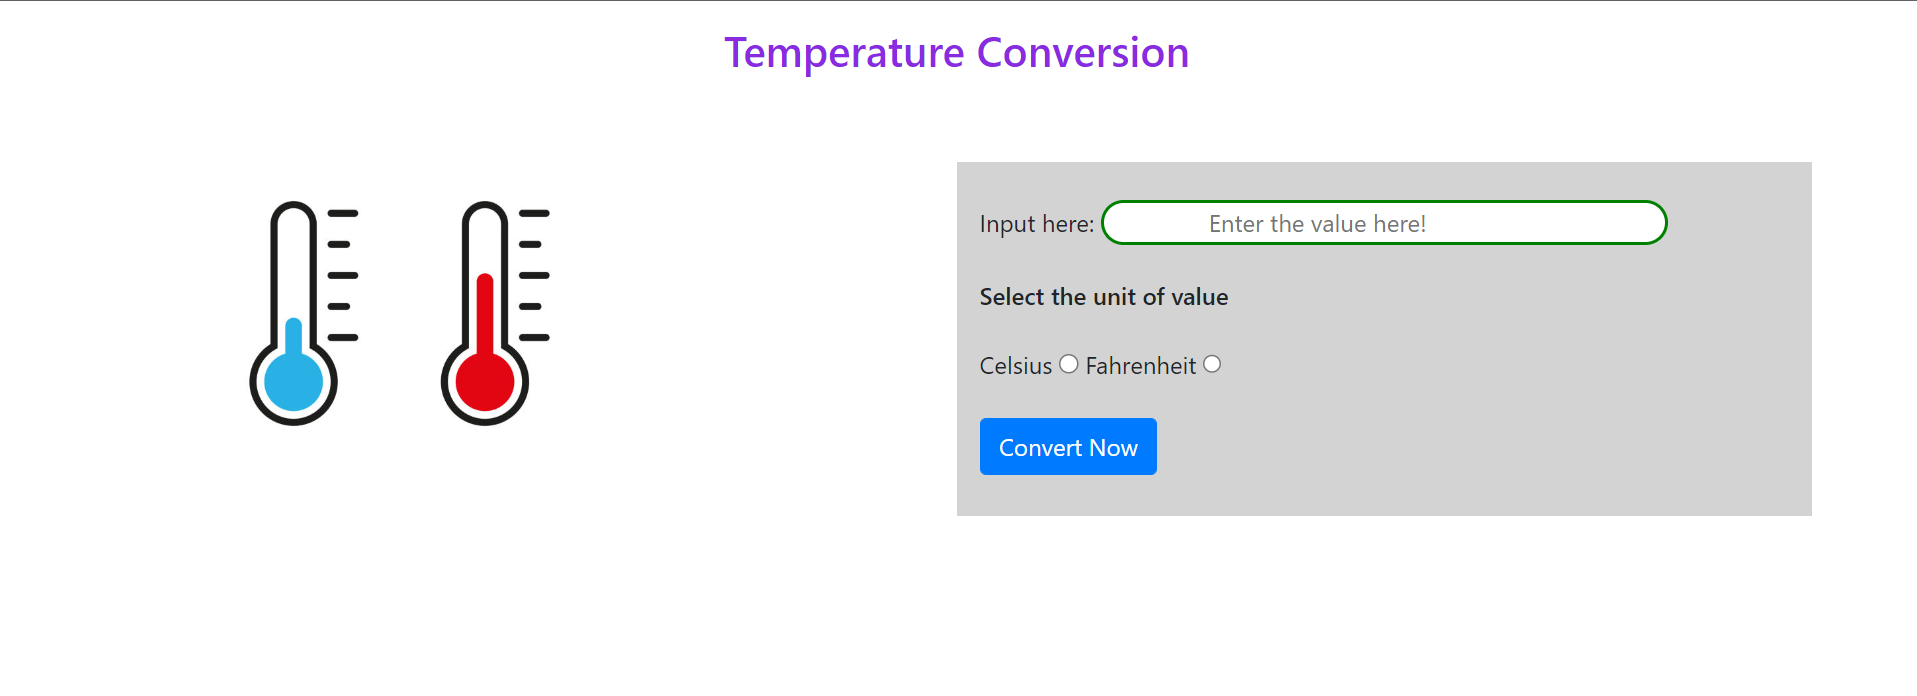 Temperature Conversion
Input here: Enter the value here!
Select the unit of value
Celsius Fahrenheit
Convert Now